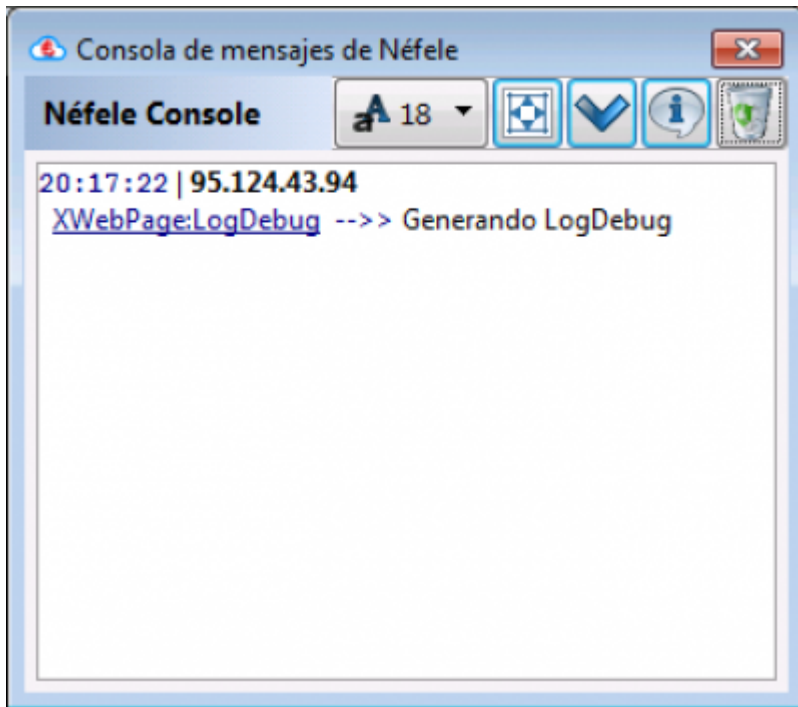 Consola de mensajes de Néfele
Néfele Console
aA 18
20:17:22 | 95.124.43.94
XWebPage:LogDebug -->> Generando LogDebug